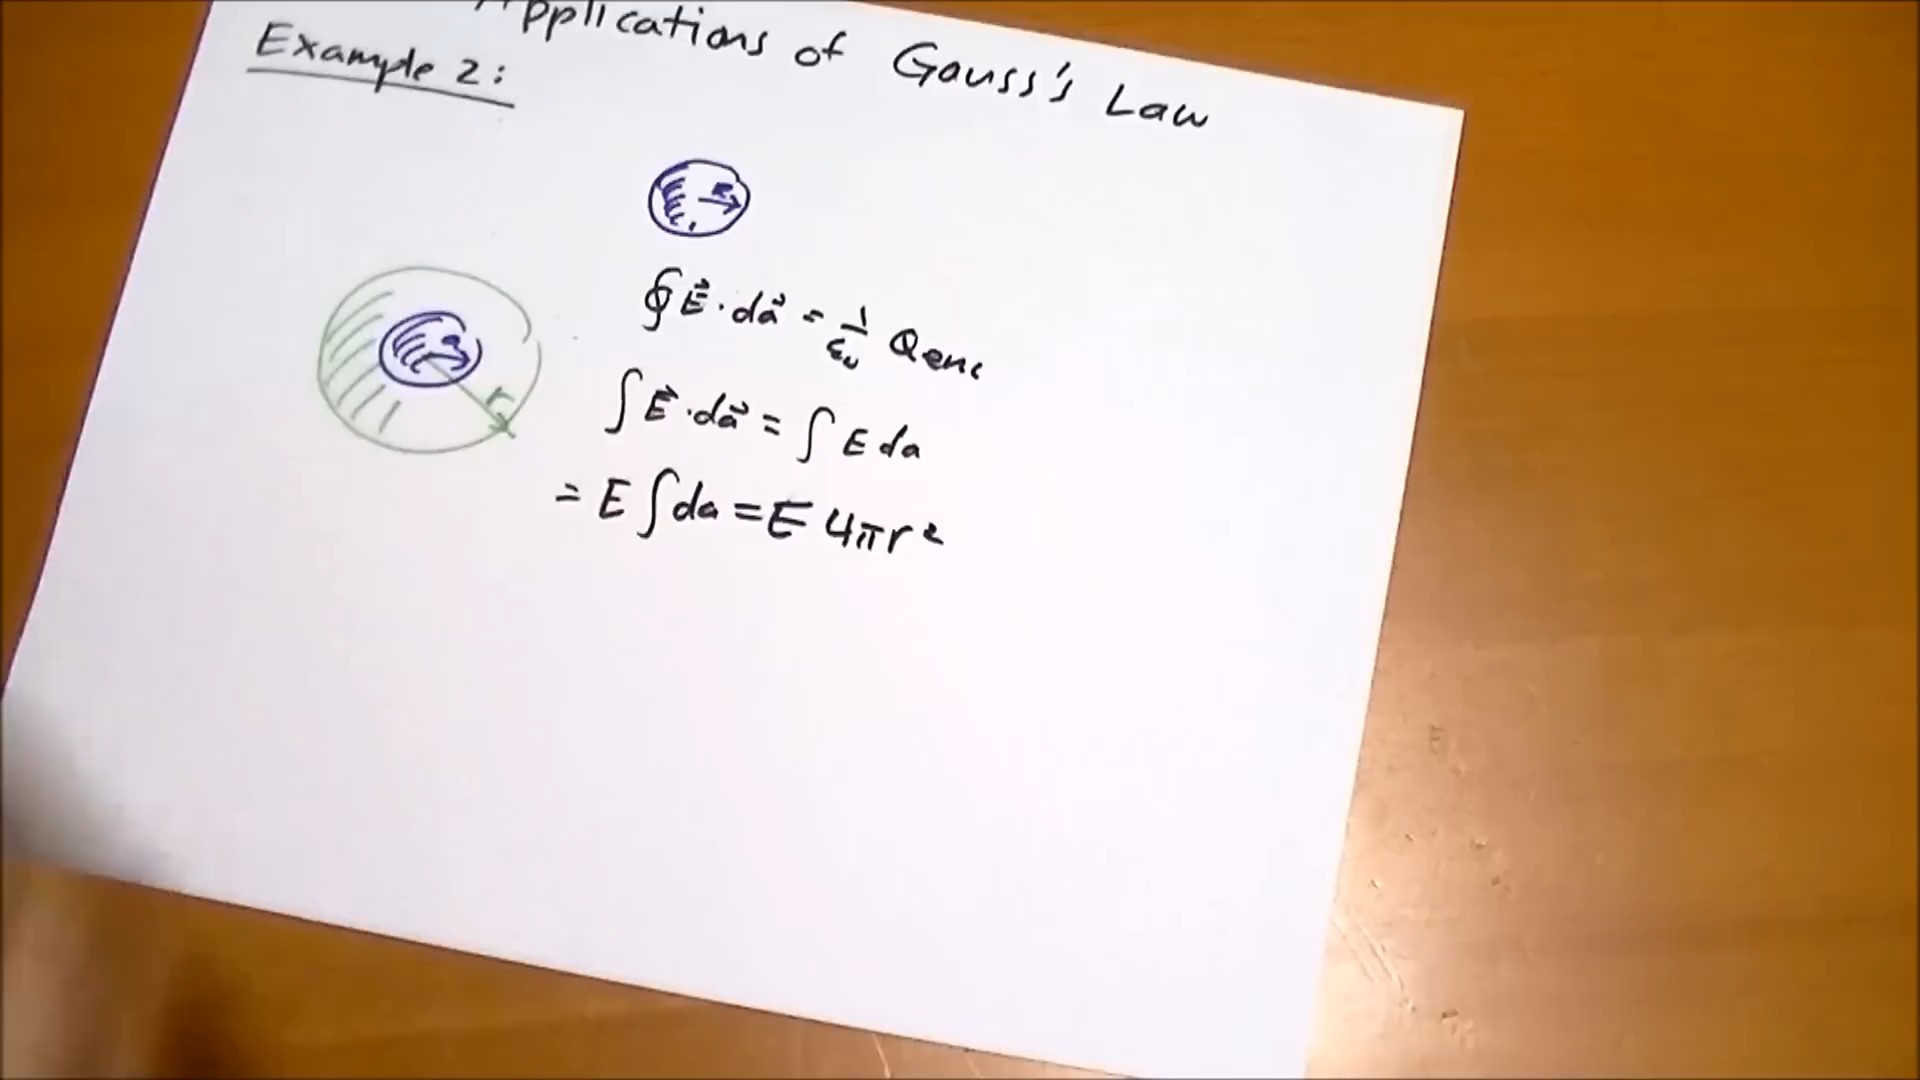 Applications of Gauss's Law
Example 2:
R
∮ E⃗ · da⃗ = 1/ε₀ Qenc
R
r
∫ E⃗ · da⃗ = ∫ E da
= E ∫ da = E 4πr²